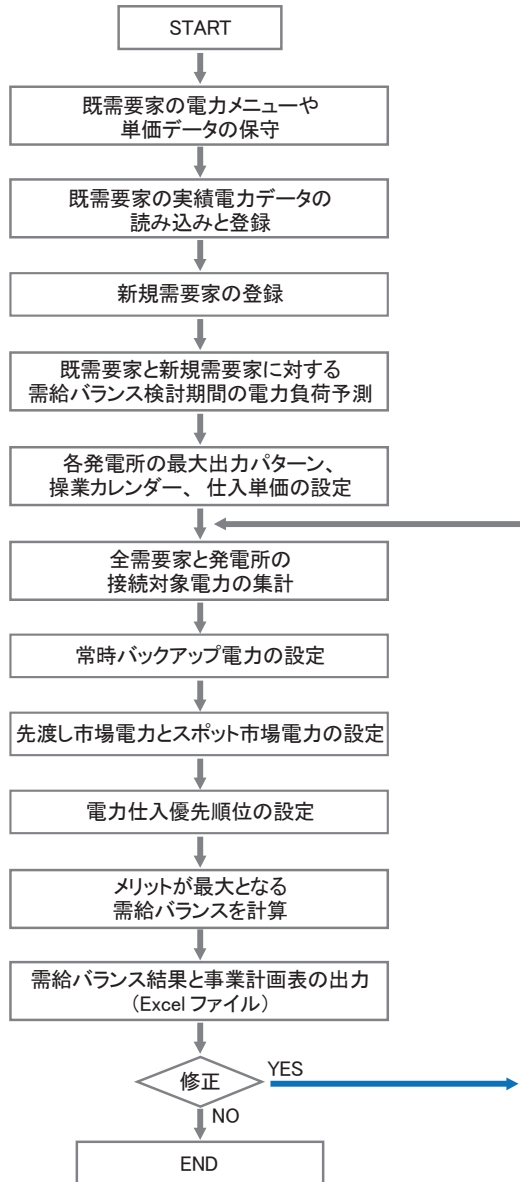 START
既需要家の電力メニューや
単価データの保守
既需要家の実績電力データの
読み込みと登録
新規需要家の登録
既需要家と新規需要家に対する
需給バランス検討期間の電力負荷予測
各発電所の最大出力パターン、
操業カレンダー、 仕入単価の設定
全需要家と発電所の
接続対象電力の集計
常時バックアップ電力の設定
先渡し市場電力とスポット市場電力の設定
電力仕入優先順位の設定
メリットが最大となる
需給バランスを計算
需給バランス結果と事業計画表の出力
(Excel ファイル)
修正
YES
NO
END